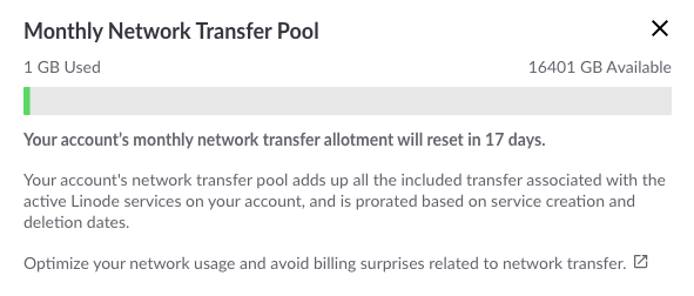 Monthly Network Transfer Pool
1 GB Used
16401 GB Available
Your account's monthly network transfer allotment will reset in 17 days.
Your account's network transfer pool adds up all the included transfer associated with the
active Linode services on your account, and is prorated based on service creation and
deletion dates.
Optimize your network usage and avoid billing surprises related to network transfer.